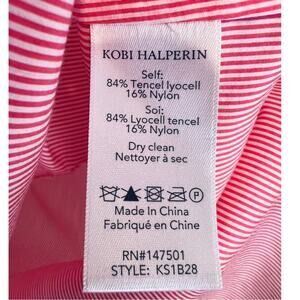 KOBI HALPERIN
Self:
84% Tencel lyocell
16% Nylon
Soi:
84% Lyocell tencel
16% Nylon
Dry clean
Nettoyer à sec
P
Made In China
Fabriqué en Chine
RN#147501
STYLE: KS1B28